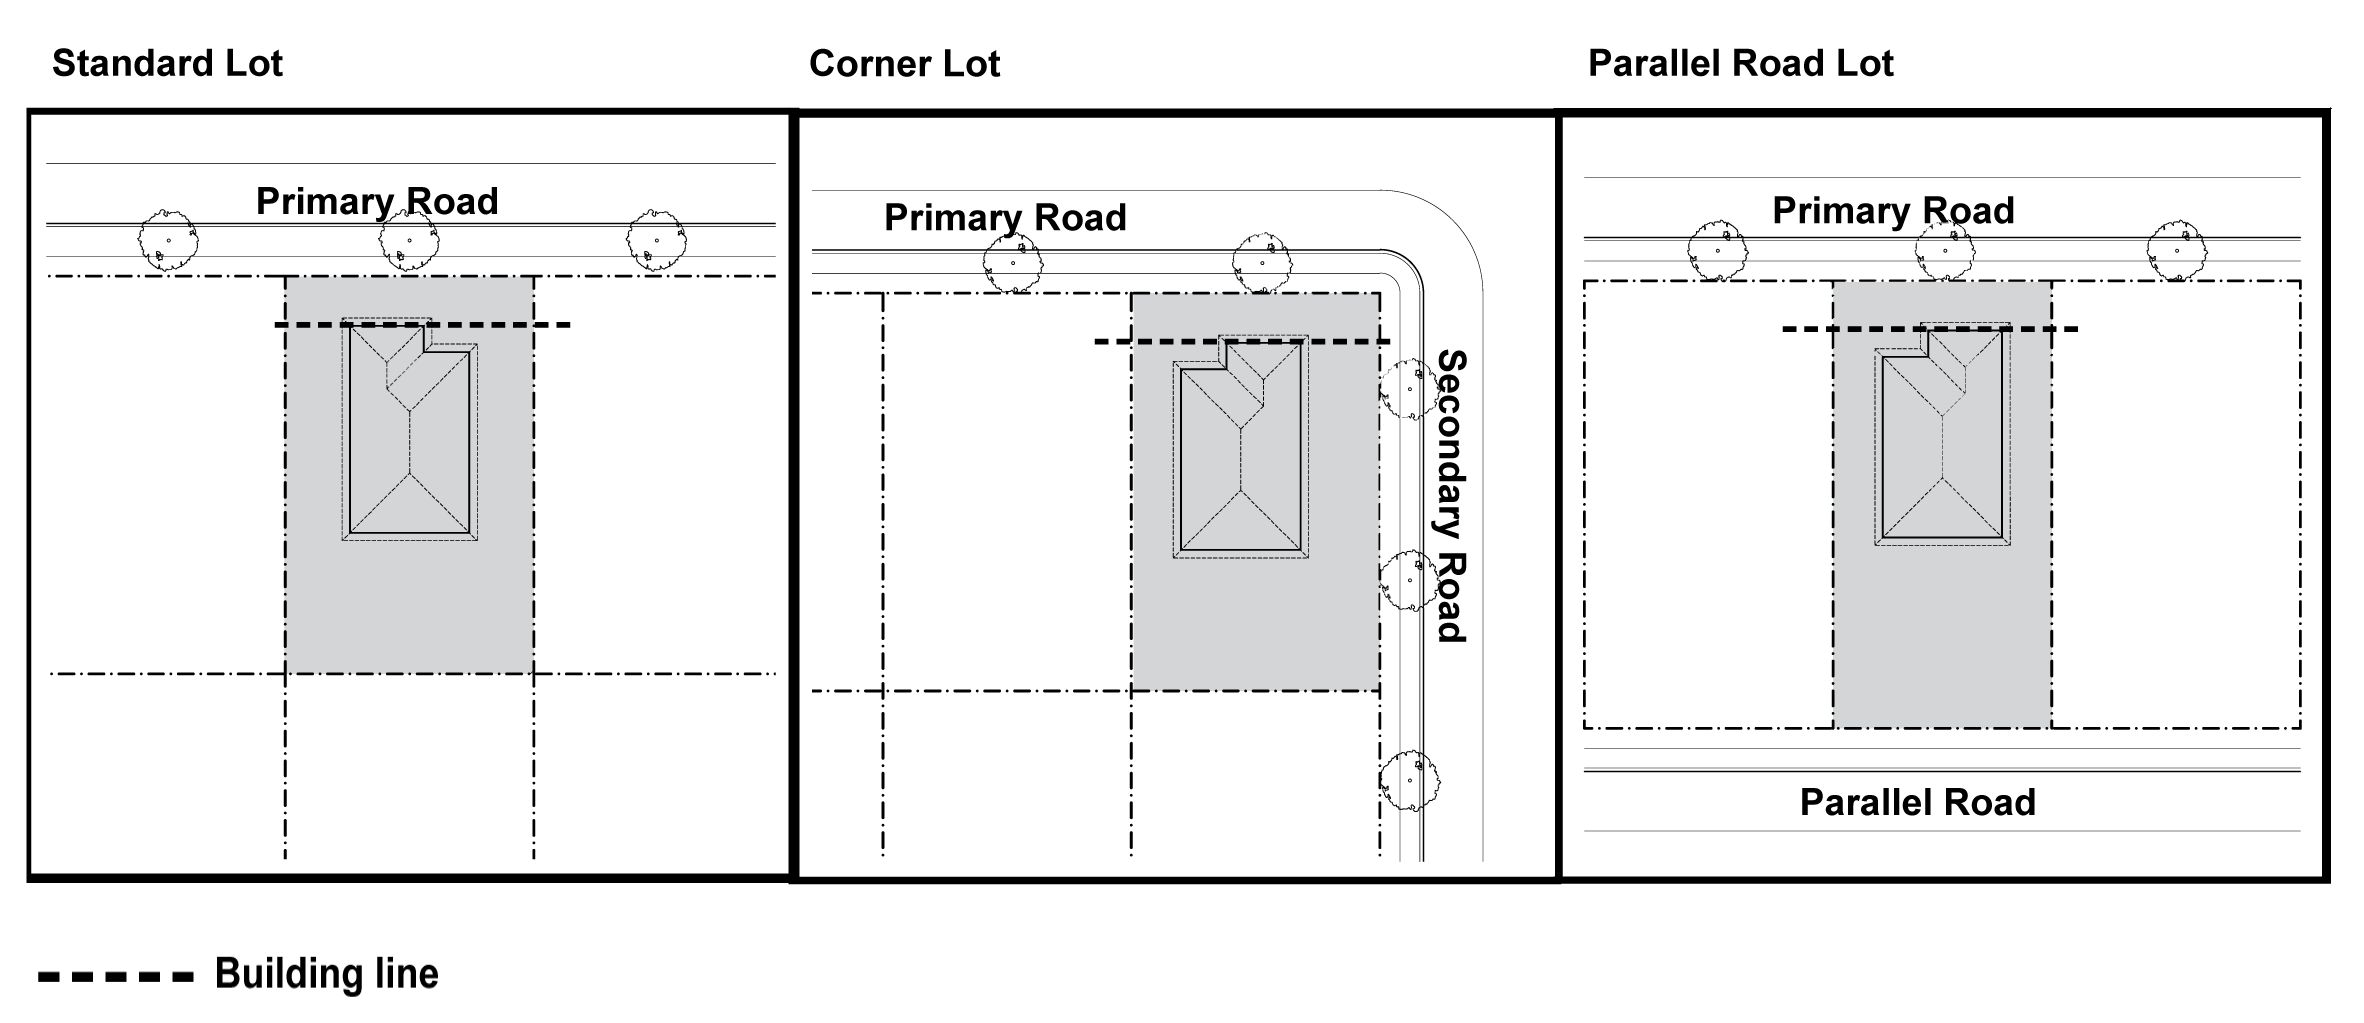 Standard Lot
Corner Lot
Parallel Road Lot
Primary Road
Primary Road
Secondary Road
Primary Road
Parallel Road
Building line